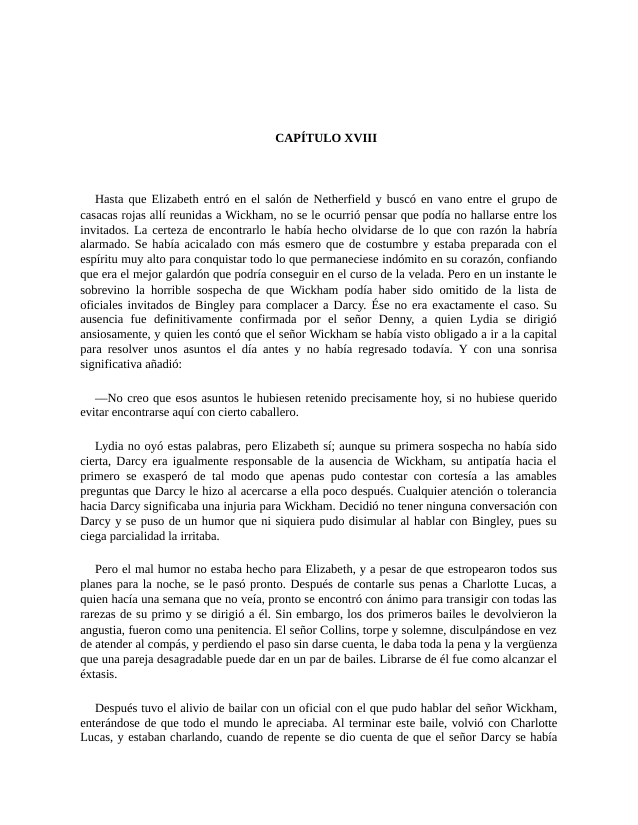 CAPÍTULO XVIII
Hasta que Elizabeth entró en el salón de Netherfield y buscó en vano entre el grupo de
casacas rojas allí reunidas a Wickham, no se le ocurrió pensar que podía no hallarse entre los
invitados. La certeza de encontrarlo le había hecho olvidarse de lo que con razón la habría
alarmado. Se había acicalado con más esmero que de costumbre y estaba preparada con el
espíritu muy alto para conquistar todo lo que permaneciese indómito en su corazón, confiando
que era el mejor galardón que podría conseguir en el curso de la velada. Pero en un instante le
sobrevino la horrible sospecha de que Wickham podía haber sido omitido de la lista de
oficiales invitados de Bingley para complacer a Darcy. Ése no era exactamente el caso. Su
ausencia fue definitivamente confirmada por el señor Denny, a quien Lydia se dirigió
ansiosamente, y quien les contó que el señor Wickham se había visto obligado a ir a la capital
para resolver unos asuntos el día antes y no había regresado todavía. Y con una sonrisa
significativa añadió:
—No creo que esos asuntos le hubiesen retenido precisamente hoy, si no hubiese querido
evitar encontrarse aquí con cierto caballero.
Lydia no oyó estas palabras, pero Elizabeth sí; aunque su primera sospecha no había sido
cierta, Darcy era igualmente responsable de la ausencia de Wickham, su antipatía hacia el
primero se exasperó de tal modo que apenas pudo contestar con cortesía a las amables
preguntas que Darcy le hizo al acercarse a ella poco después. Cualquier atención o tolerancia
hacia Darcy significaba una injuria para Wickham. Decidió no tener ninguna conversación con
Darcy y se puso de un humor que ni siquiera pudo disimular al hablar con Bingley, pues su
ciega parcialidad la irritaba.
Pero el mal humor no estaba hecho para Elizabeth, y a pesar de que estropearon todos sus
planes para la noche, se le pasó pronto. Después de contarle sus penas a Charlotte Lucas, a
quien hacía una semana que no veía, pronto se encontró con ánimo para transigir con todas las
rarezas de su primo y se dirigió a él. Sin embargo, los dos primeros bailes le devolvieron la
angustia, fueron como una penitencia. El señor Collins, torpe y solemne, disculpándose en vez
de atender al compás, y perdiendo el paso sin darse cuenta, le daba toda la pena y la vergüenza
que una pareja desagradable puede dar en un par de bailes. Librarse de él fue como alcanzar el
éxtasis.
Después tuvo el alivio de bailar con un oficial con el que pudo hablar del señor Wickham,
enterándose de que todo el mundo le apreciaba. Al terminar este baile, volvió con Charlotte
Lucas, y estaban charlando, cuando de repente se dio cuenta de que el señor Darcy se había